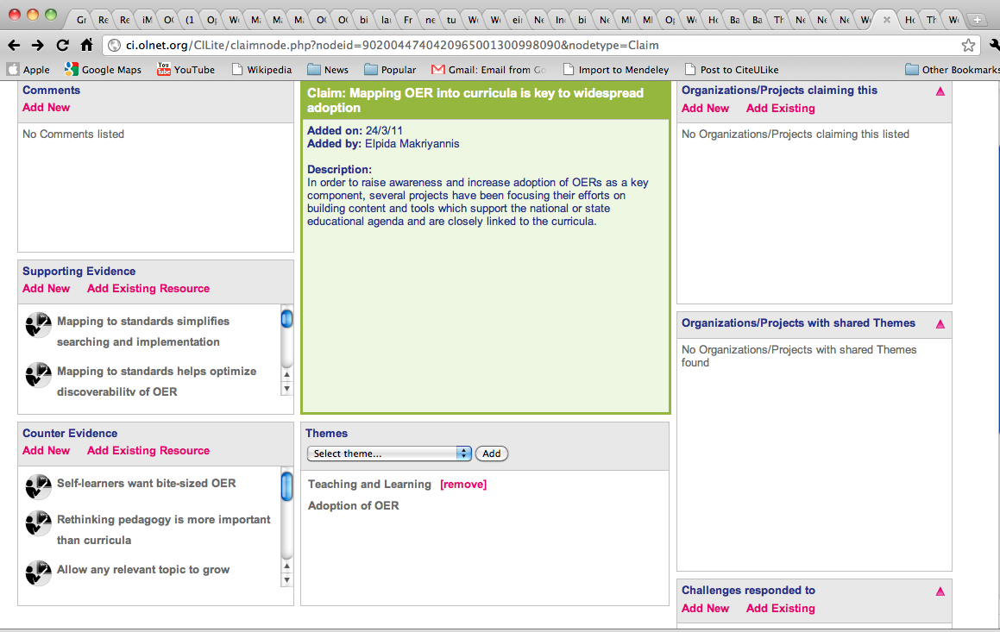 Gr
Re
Re
iM
(1
la
Fr
ne
tu
ci.olnet.org/CILite/claimnode.php?nodeid=9020044740420965001300998090&nodetype=Claim
Apple
Google Maps
YouTube
Wikipedia
News
Popular
Gmail: Email from Go
Import to Mendeley
Post to CiteULike
Other Bookmarks
Comments
Add New
No Comments listed
Supporting Evidence
Add New Add Existing Resource
Mapping to standards simplifies
searching and implementation
Mapping to standards helps optimize
discoverability of OER
Counter Evidence
Add New Add Existing Resource
Self-learners want bite-sized OER
Rethinking pedagogy is more important
than curricula
Allow any relevant topic to grow
Claim: Mapping OER into curricula is key to widespread
adoption
Added on: 24/3/11
Added by: Elpida Makriyannis
Description:
In order to raise awareness and increase adoption of OERs as a key
component, several projects have been focusing their efforts on
building content and tools which support the national or state
educational agenda and are closely linked to the curricula.
Themes
Select theme...
Add
Teaching and Learning [remove]
Adoption of OER
Organizations/Projects claiming this
Add New Add Existing
No Organizations/Projects claiming this listed
Organizations/Projects with shared Themes
No Organizations/Projects with shared Themes
found
Challenges responded to
Add New Add Existing